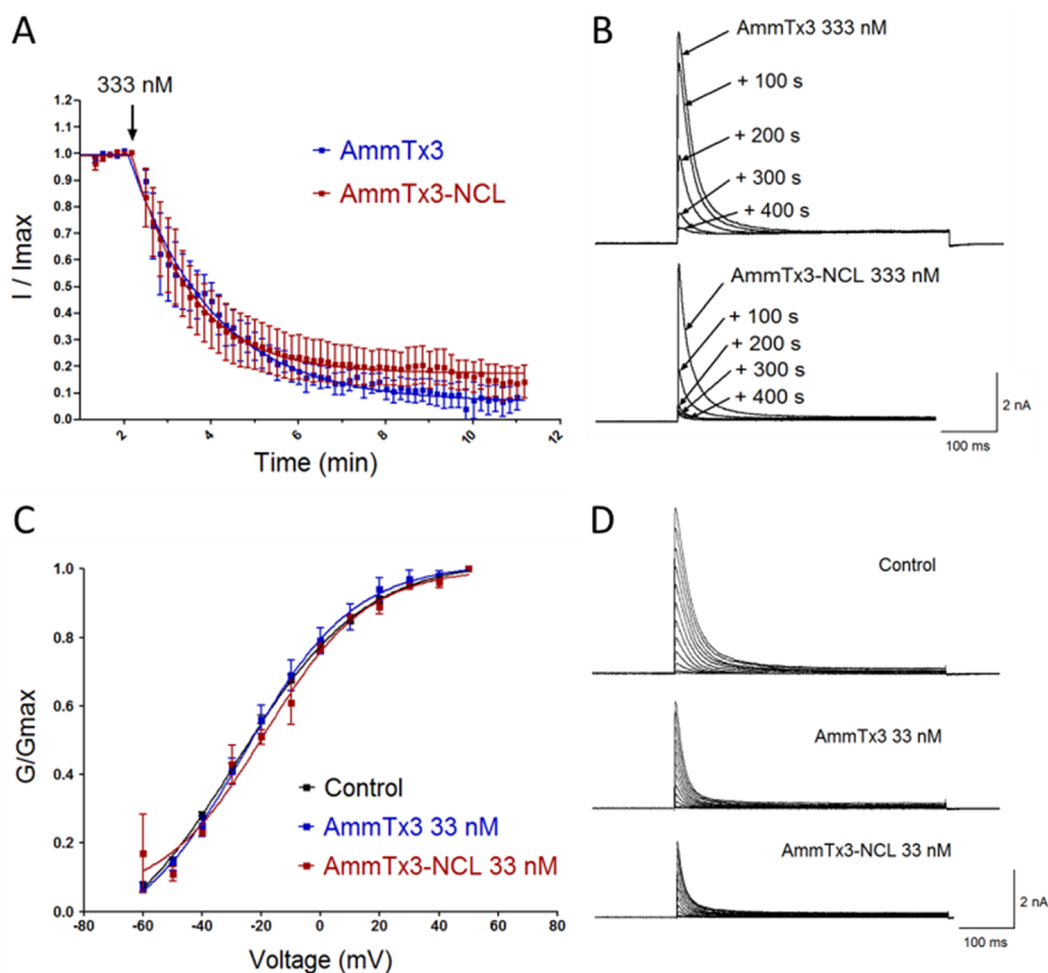 A
333 nM
1.2
1.1
1.0
0.9
0.8
0.7
0.6
0.5
0.4
0.3
0.2
0.1
0.0
I / Imax
AmmTx3
AmmTx3-NCL
2
4
6
8
10
12
Time (min)
B
AmmTx3 333 nM
+ 100 s
+ 200 s
+ 300 s
+ 400 s
AmmTx3-NCL 333 nM
+ 100 s
+ 200 s
+ 300 s
+ 400 s
2 nA
100 ms
C
1.0
0.8
0.6
0.4
0.2
0.0
G/Gmax
Control
AmmTx3 33 nM
AmmTx3-NCL 33 nM
-80
-60
-40
-20
0
20
40
60
80
Voltage (mV)
D
Control
AmmTx3 33 nM
AmmTx3-NCL 33 nM
2 nA
100 ms